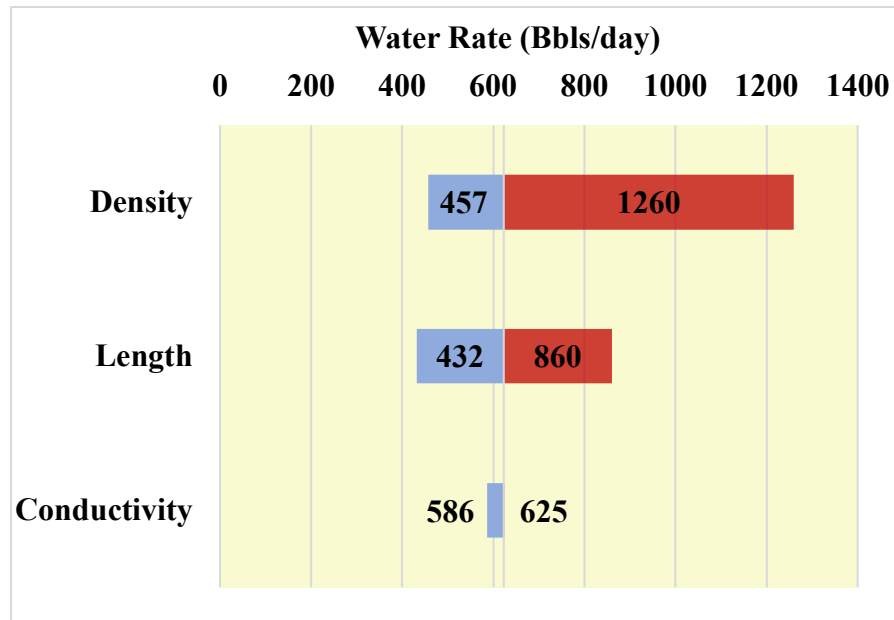 Water Rate (Bbls/day)
0 200 400 600 800 1000 1200 1400
Density 457 1260
Length 432 860
Conductivity 586 625